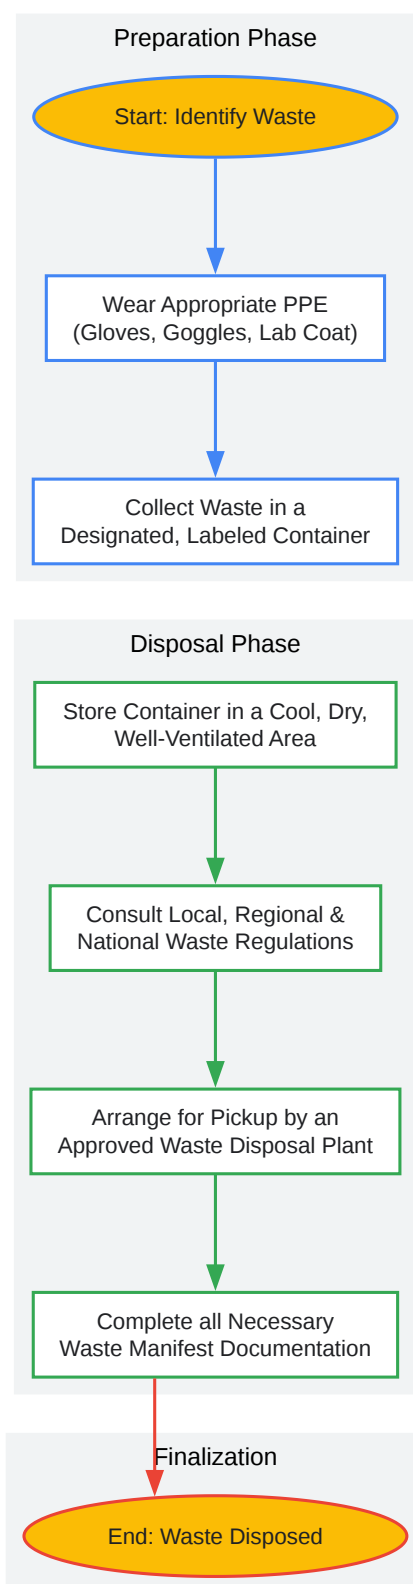 Preparation Phase
Start: Identify Waste
Wear Appropriate PPE
(Gloves, Goggles, Lab Coat)
Collect Waste in a
Designated, Labeled Container
Disposal Phase
Store Container in a Cool, Dry,
Well-Ventilated Area
Consult Local, Regional &
National Waste Regulations
Arrange for Pickup by an
Approved Waste Disposal Plant
Complete all Necessary
Waste Manifest Documentation
Finalization
End: Waste Disposed